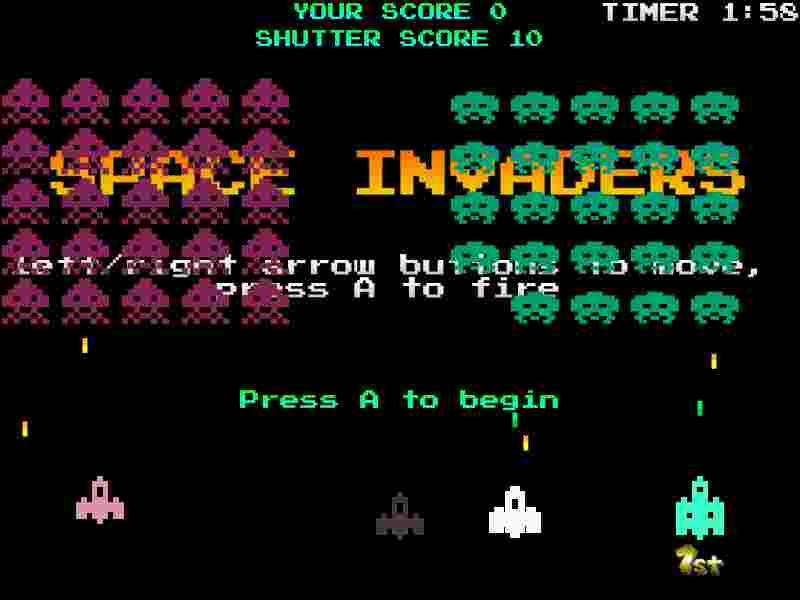 YOUR SCORE 0
TIMER 1:58
SHUTTER SCORE 10
SPACE INVADERS
left/right arrow buttons to move,
press A to fire
Press A to begin
1st